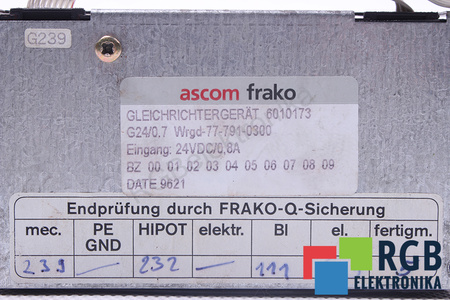 G239
ascom frako
GLEICHRICHTERGERÄT 6010173
G24/0.7 Wrgd-77-791-0300
Eingang: 24VDC/0,8A
BZ 00 01 02 03 04 05 06 07 08 09
DATE 9621
Endprüfung durch FRAKO-Q-Sicherung
mec. PE GND HIPOT elektr. BI el. fertigm.
239 — 232 — 111
RGB
ELEKTRONIKA